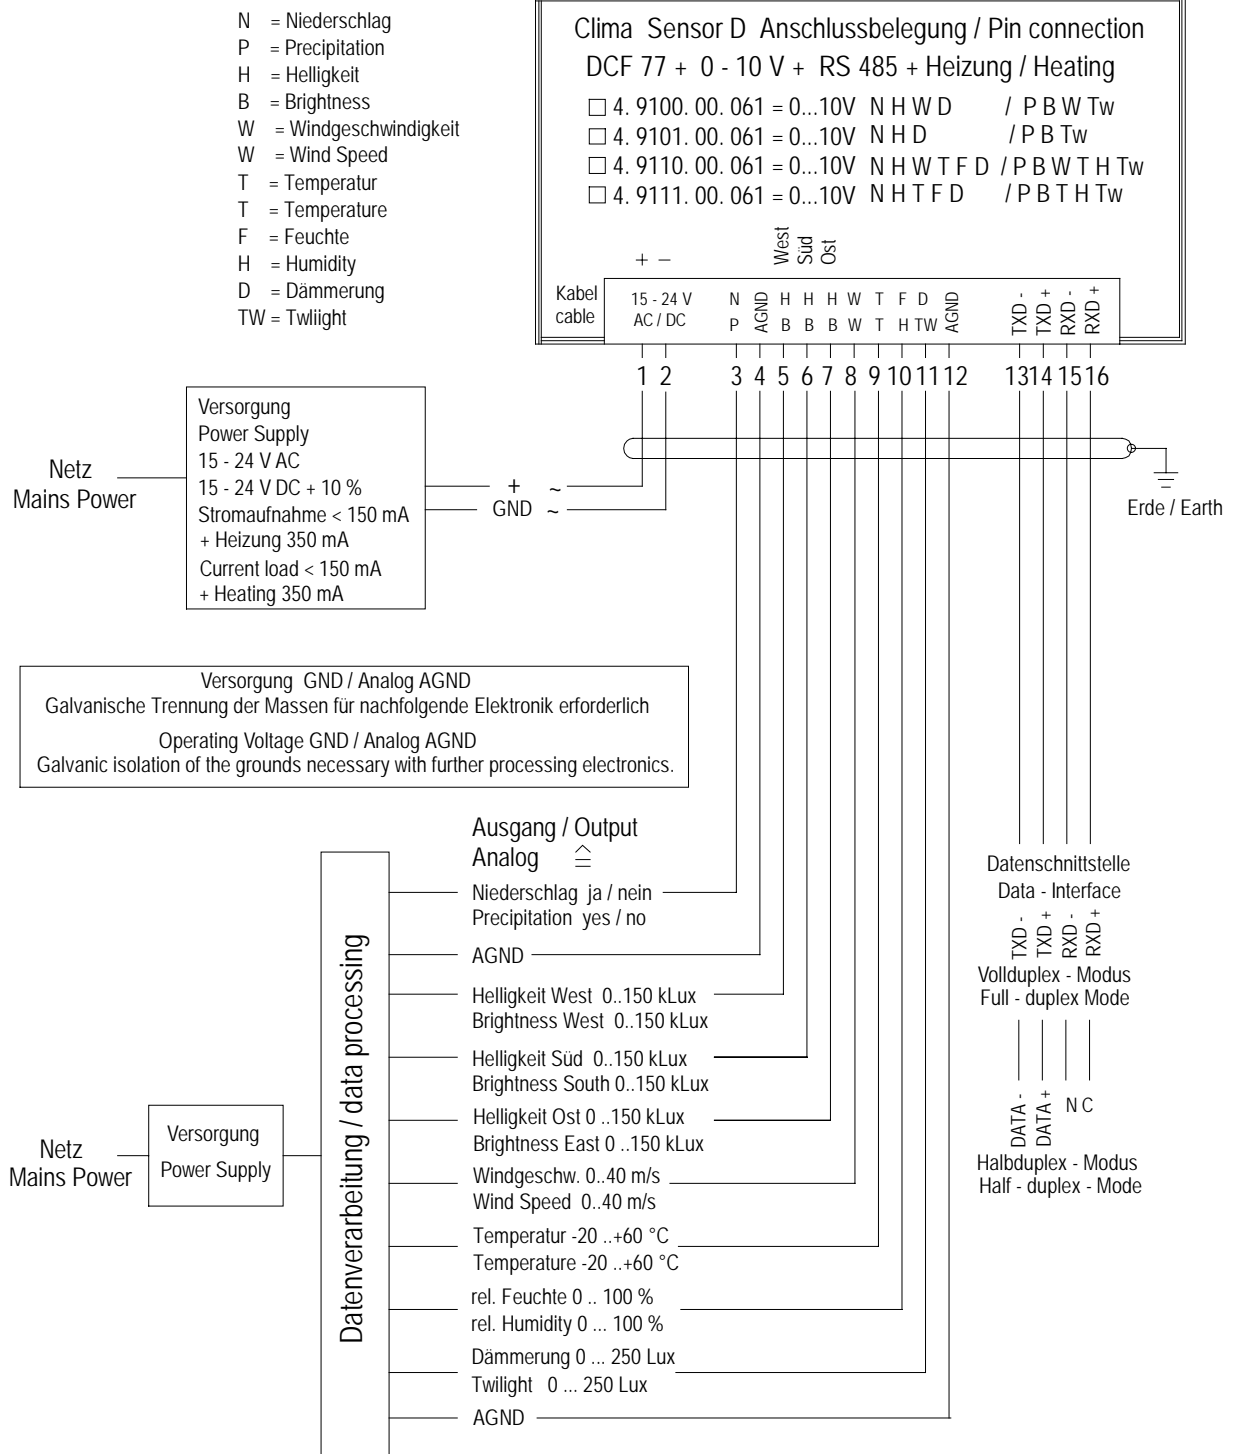 N = Niederschlag
P = Precipitation
H = Helligkeit
B = Brightness
W = Windgeschwindigkeit
W = Wind Speed
T = Temperatur
T = Temperature
F = Feuchte
H = Humidity
D = Dämmerung
TW = Twliight
Clima Sensor D Anschlussbelegung / Pin connection
DCF 77 + 0 - 10 V + RS 485 + Heizung / Heating
☐ 4. 9100. 00. 061 = 0...10V N H W D / P B W Tw
☐ 4. 9101. 00. 061 = 0...10V N H D / P B Tw
☐ 4. 9110. 00. 061 = 0...10V N H W T F D / P B W T H Tw
☐ 4. 9111. 00. 061 = 0...10V N H T F D / P B T H Tw
+ − West Süd Ost
Kabel 15 - 24 V N AGND H H H W T F D AGND TXD - TXD + RXD - RXD +
cable AC / DC P B B B W T H TW
1 2 3 4 5 6 7 8 9 10 11 12 13 14 15 16
Netz
Mains Power
Versorgung
Power Supply
15 - 24 V AC
15 - 24 V DC + 10 %
Stromaufnahme < 150 mA
+ Heizung 350 mA
Current load < 150 mA
+ Heating 350 mA
+ ~
GND ~
Erde / Earth
Versorgung GND / Analog AGND
Galvanische Trennung der Massen für nachfolgende Elektronik erforderlich
Operating Voltage GND / Analog AGND
Galvanic isolation of the grounds necessary with further processing electronics.
Ausgang / Output
Analog ≙
Niederschlag ja / nein
Precipitation yes / no
AGND
Helligkeit West 0..150 kLux
Brightness West 0..150 kLux
Helligkeit Süd 0..150 kLux
Brightness South 0..150 kLux
Helligkeit Ost 0 ..150 kLux
Brightness East 0 ..150 kLux
Windgeschw. 0..40 m/s
Wind Speed 0..40 m/s
Temperatur -20 ..+60 °C
Temperature -20 ..+60 °C
rel. Feuchte 0 .. 100 %
rel. Humidity 0 ... 100 %
Dämmerung 0 ... 250 Lux
Twilight 0 ... 250 Lux
AGND
Datenverarbeitung / data processing
Netz
Mains Power
Versorgung
Power Supply
Datenschnittstelle
Data - Interface
TXD - TXD + RXD - RXD +
Vollduplex - Modus
Full - duplex Mode
DATA - DATA + N C
Halbduplex - Modus
Half - duplex - Mode